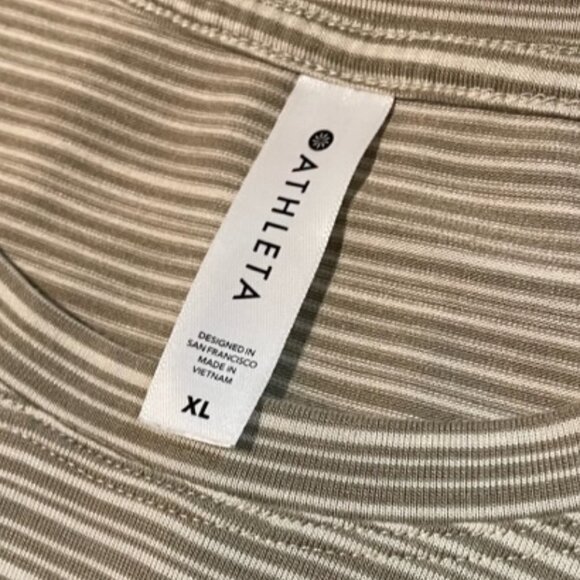 ATHLETA
DESIGNED IN
SAN FRANCISCO
MADE IN
VIETNAM
XL